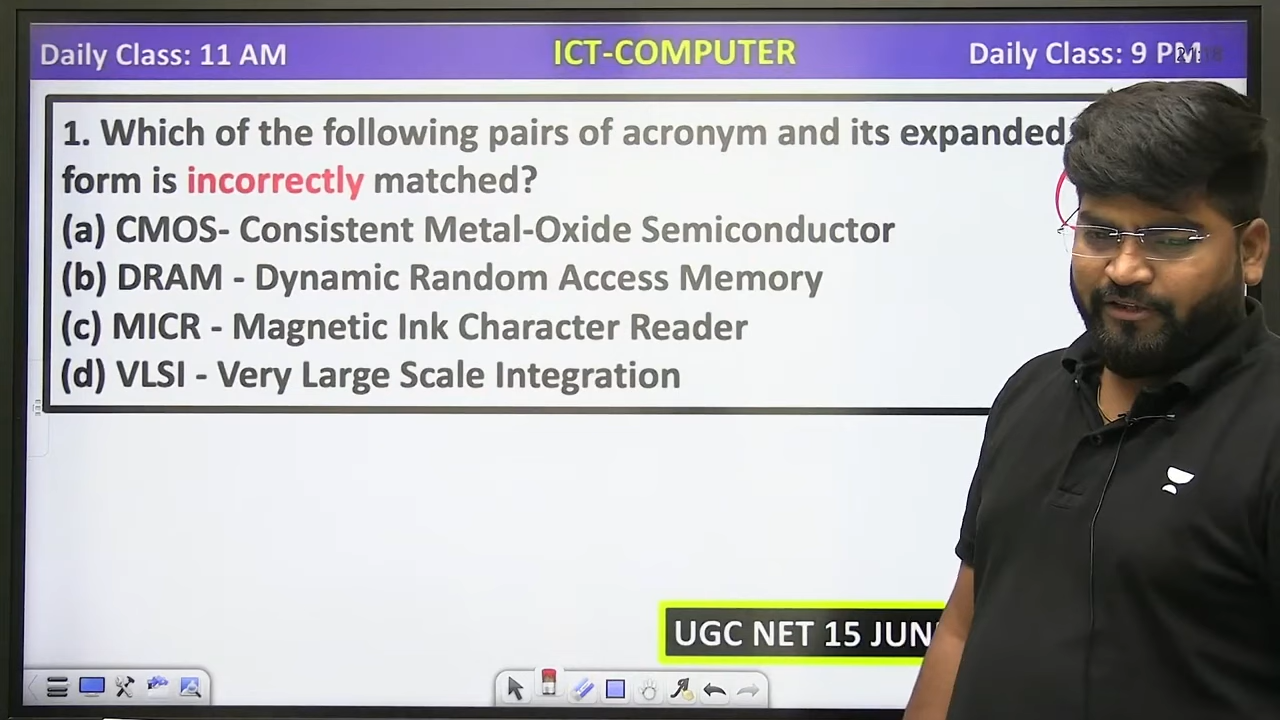 Daily Class: 11 AM
ICT-COMPUTER
Daily Class: 9 PM
1. Which of the following pairs of acronym and its expanded
form is incorrectly matched?
(a) CMOS- Consistent Metal-Oxide Semiconductor
(b) DRAM - Dynamic Random Access Memory
(c) MICR - Magnetic Ink Character Reader
(d) VLSI - Very Large Scale Integration
UGC NET 15 JUN